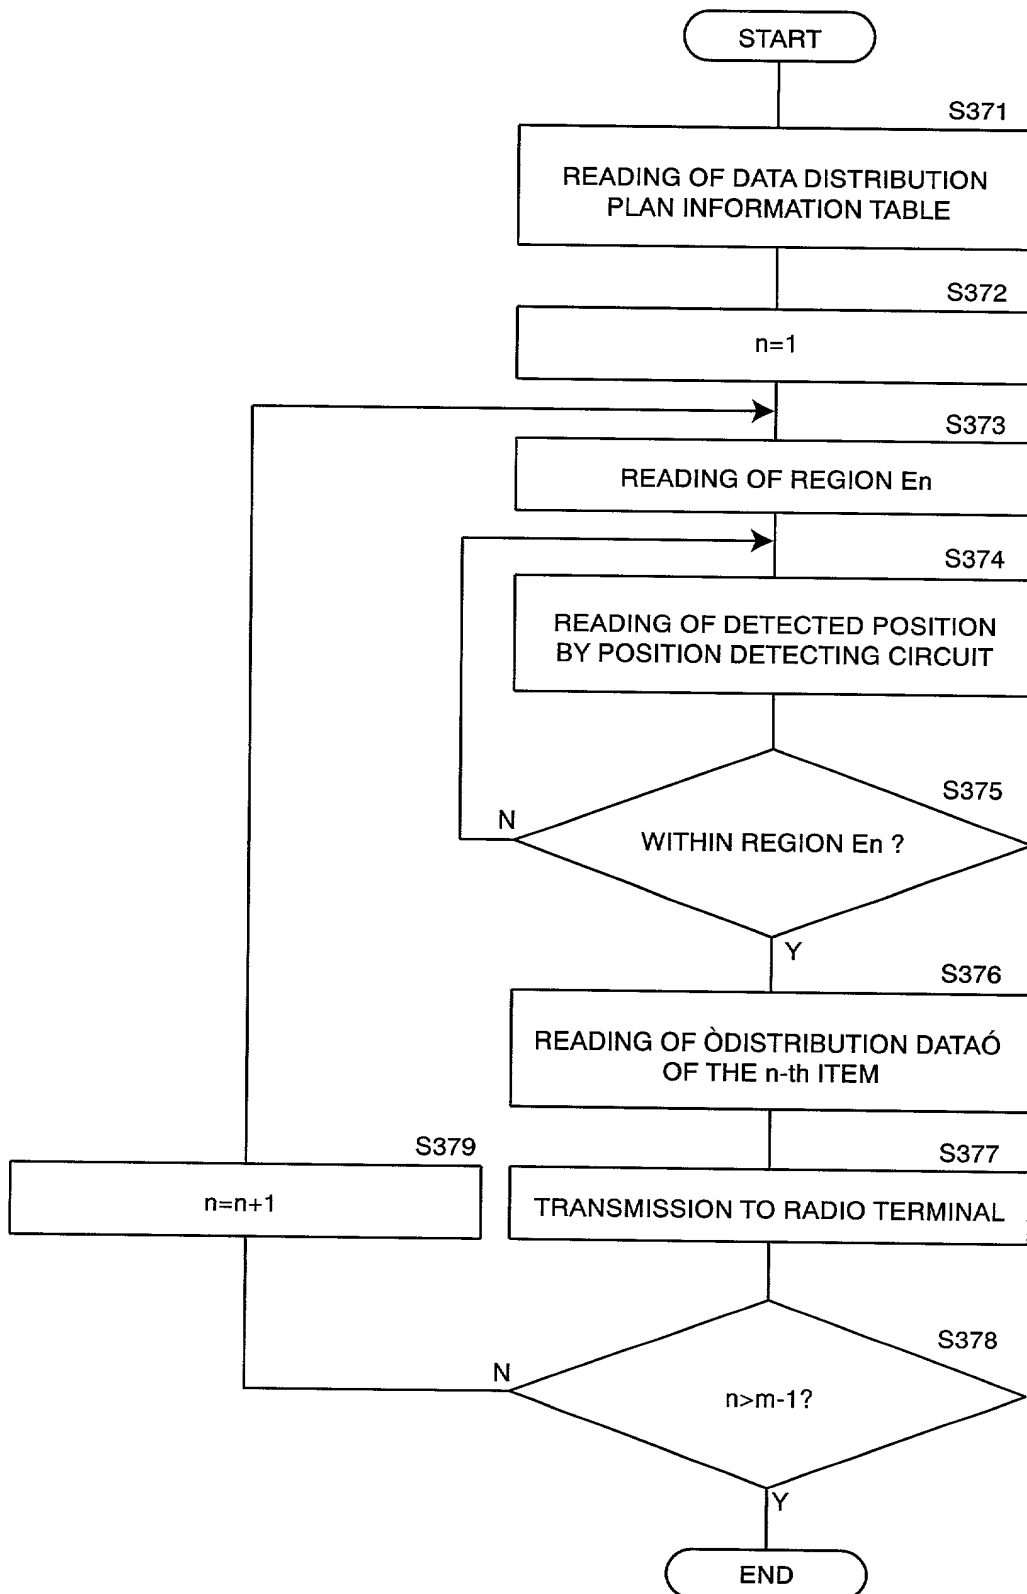 START
S371
READING OF DATA DISTRIBUTION
PLAN INFORMATION TABLE
S372
n=1
S373
READING OF REGION En
S374
READING OF DETECTED POSITION
BY POSITION DETECTING CIRCUIT
S375
N
WITHIN REGION En ?
Y
S376
READING OF ÒDISTRIBUTION DATAÓ
OF THE n-th ITEM
S379
n=n+1
S377
TRANSMISSION TO RADIO TERMINAL
S378
N
n>m-1?
Y
END